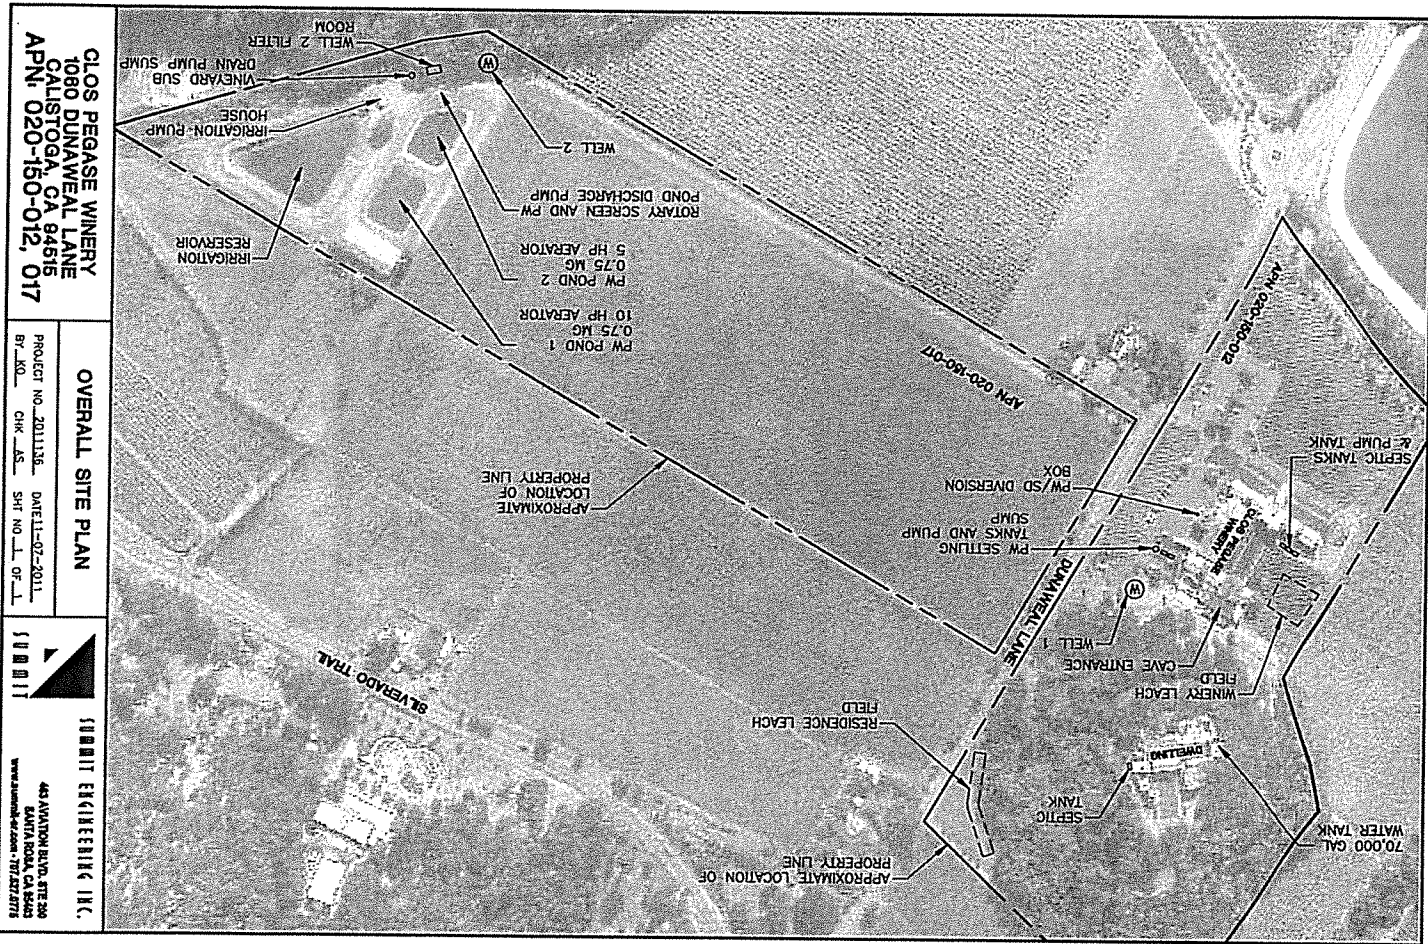 CLOS PEGASE WINERY
1060 DUNAWEAL LANE
CALISTOGA, CA 94515
APN: 020-150-012, 017
OVERALL SITE PLAN
PROJECT NO. 2011136 DATE 11-07-2011
BY KO CHK AS SHT NO 1 OF 1
SUMMIT
SUMMIT ENGINEERING INC.
463 AVIATION BLVD. STE 200
SANTA ROSA, CA 95403
70,000 GAL
WATER TANK
SEPTIC
TANK
DWELLING
APPROXIMATE LOCATION OF
PROPERTY LINE
RESIDENCE LEACH
FIELD
WINERY LEACH
FIELD
CAVE ENTRANCE
WELL 1
W
DUNAWEAL LANE
SILVERADO TRAIL
PW SETTLING
TANKS AND PUMP
SUMP
PW/SD DIVERSION
BOX
CLOS PEGASE
WINERY
SEPTIC TANKS
& PUMP TANK
APPROXIMATE
LOCATION OF
PROPERTY LINE
APN 020-150-012
APN 020-150-017
PW POND 1
0.75 MG
10 HP AERATOR
PW POND 2
0.75 MG
5 HP AERATOR
ROTARY SCREEN AND PW
POND DISCHARGE PUMP
IRRIGATION
RESERVOIR
WELL 2
W
IRRIGATION PUMP
HOUSE
VINEYARD SUB
DRAIN PUMP SUMP
WELL 2 FILTER
ROOM